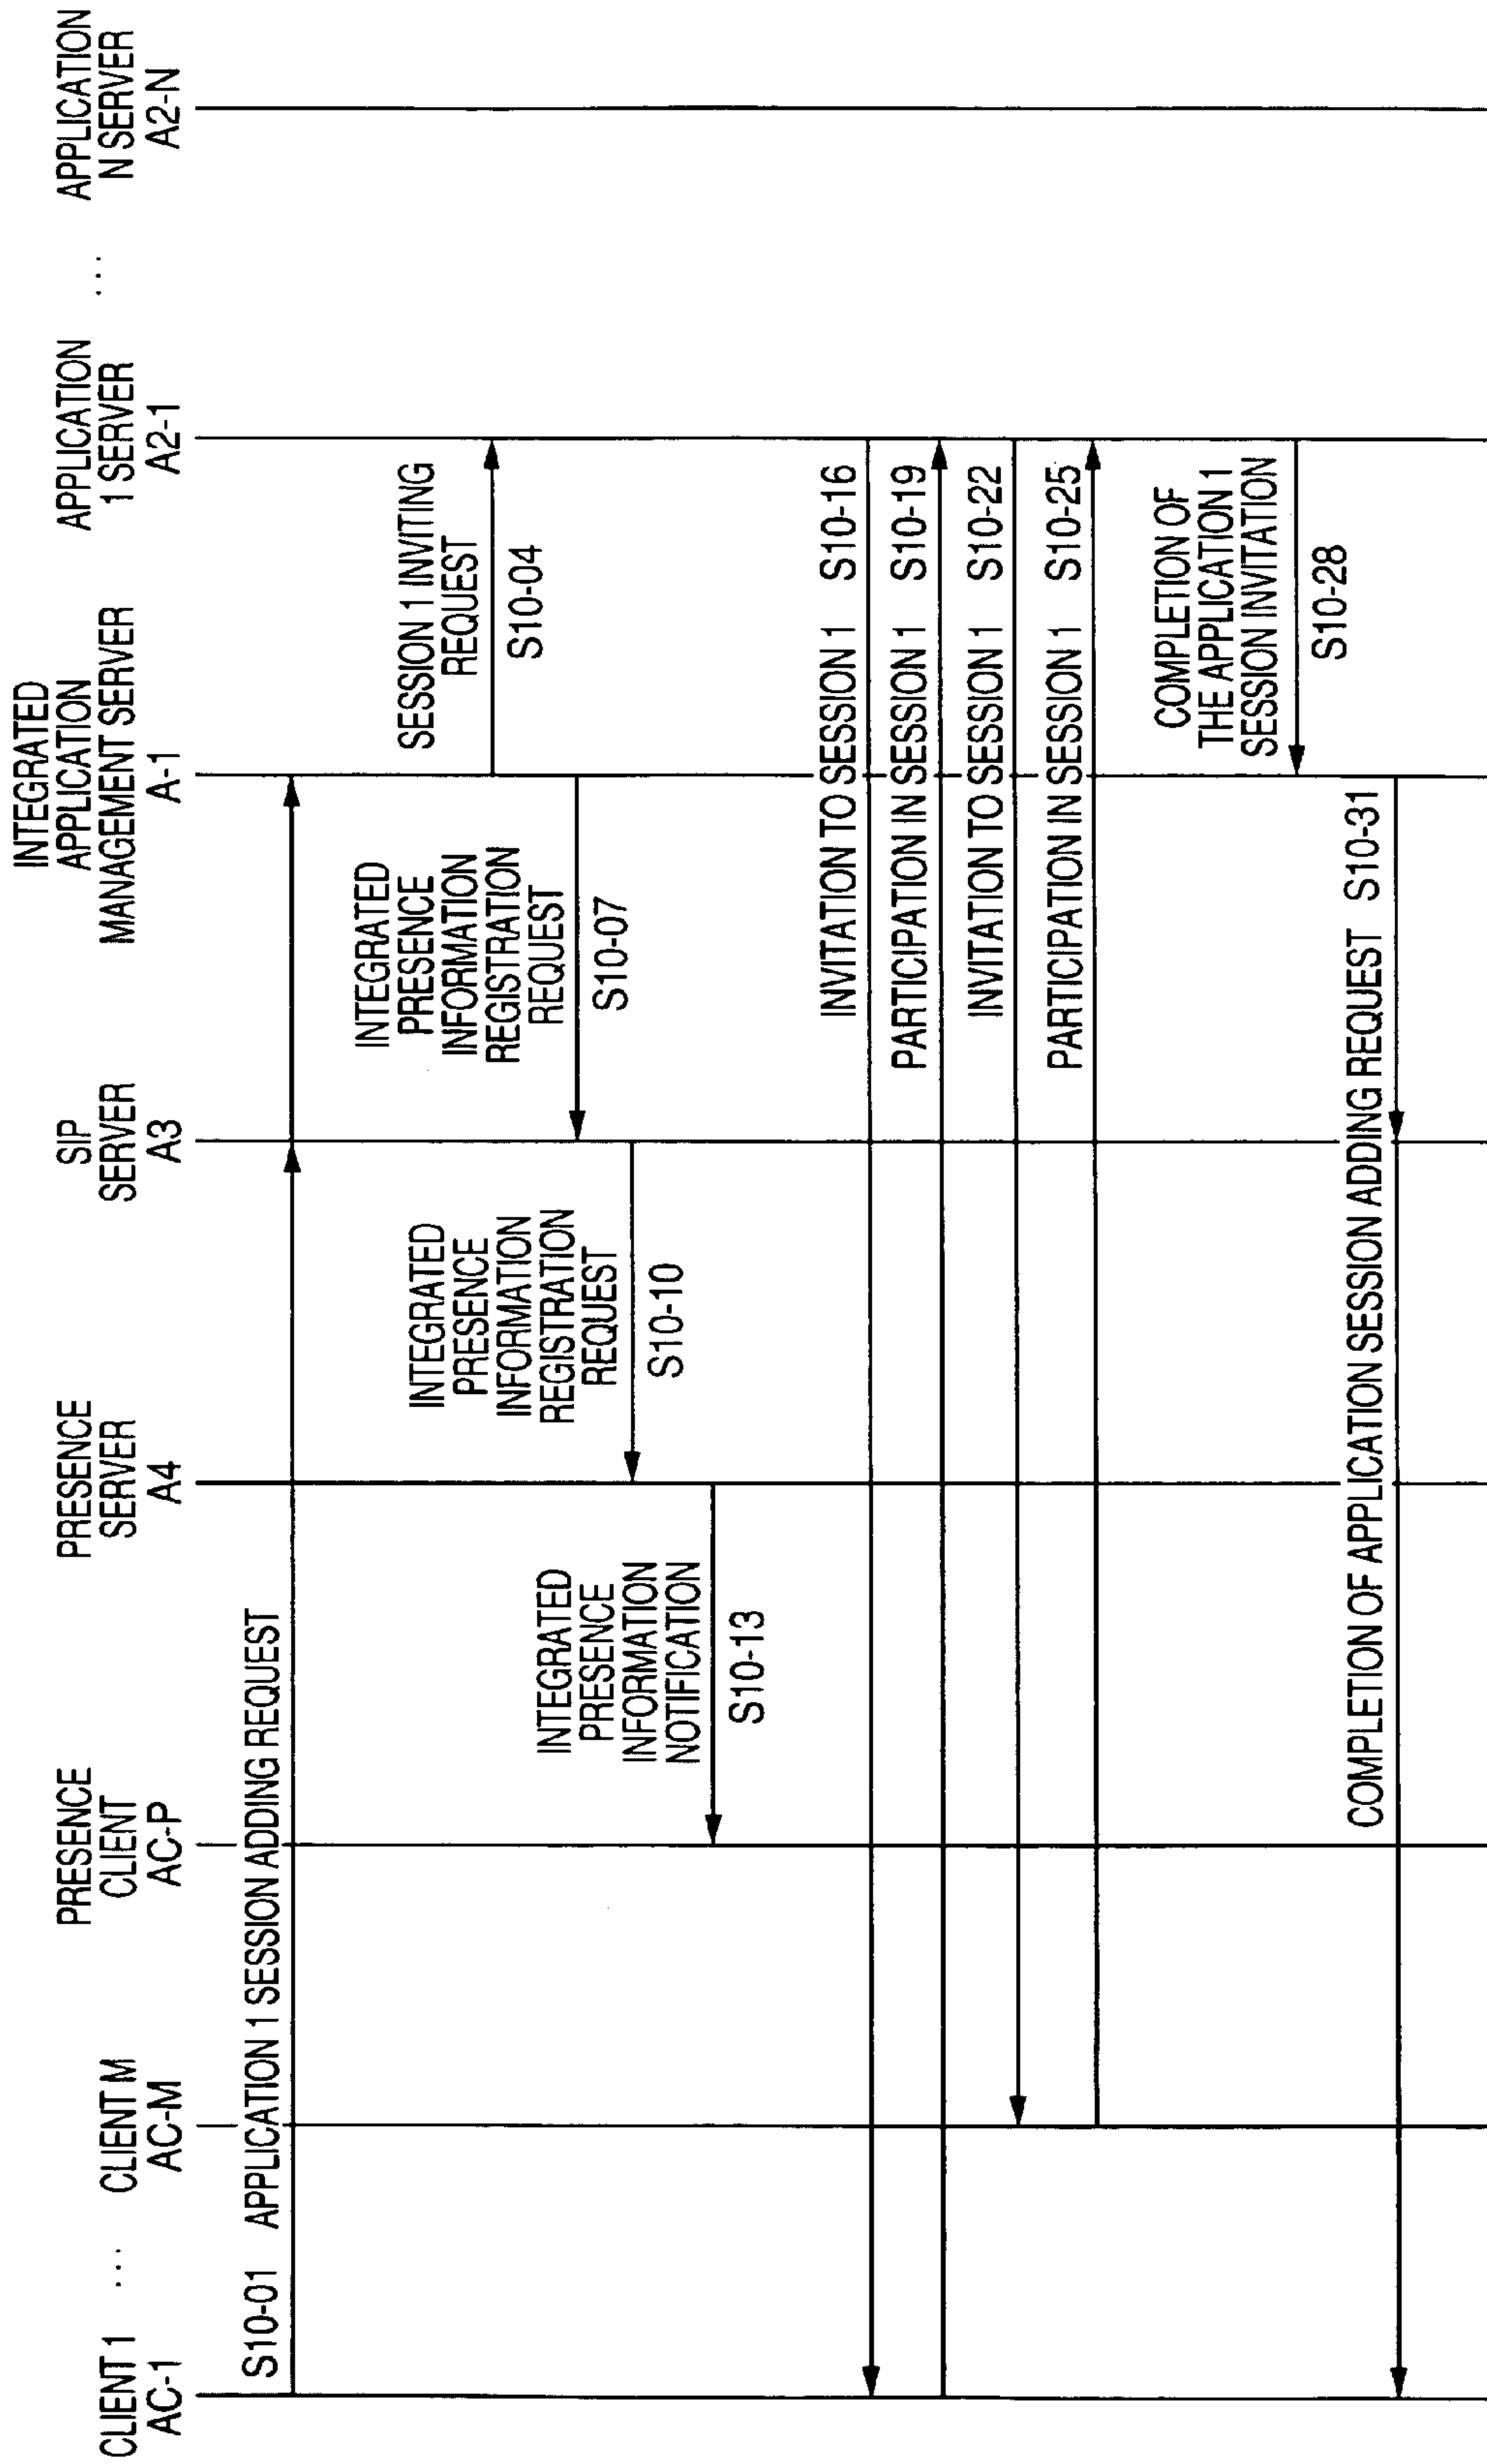 CLIENT 1
AC-1
...
CLIENT M
AC-M
PRESENCE
CLIENT
AC-P
PRESENCE
SERVER
A4
SIP
SERVER
A3
INTEGRATED
APPLICATION
MANAGEMENT SERVER
A-1
APPLICATION
1 SERVER
A2-1
...
APPLICATION
N SERVER
A2-N
S10-01 APPLICATION 1 SESSION ADDING REQUEST
SESSION 1 INVITING
REQUEST
S10-04
INTEGRATED
PRESENCE
INFORMATION
REGISTRATION
REQUEST
S10-07
INTEGRATED
PRESENCE
INFORMATION
REGISTRATION
REQUEST
S10-10
INTEGRATED
PRESENCE
INFORMATION
NOTIFICATION
S10-13
INVITATION TO SESSION 1 S10-16
PARTICIPATION IN SESSION 1 S10-19
INVITATION TO SESSION 1 S10-22
PARTICIPATION IN SESSION 1 S10-25
COMPLETION OF
THE APPLICATION 1
SESSION INVITATION
S10-28
COMPLETION OF APPLICATION SESSION ADDING REQUEST S10-31